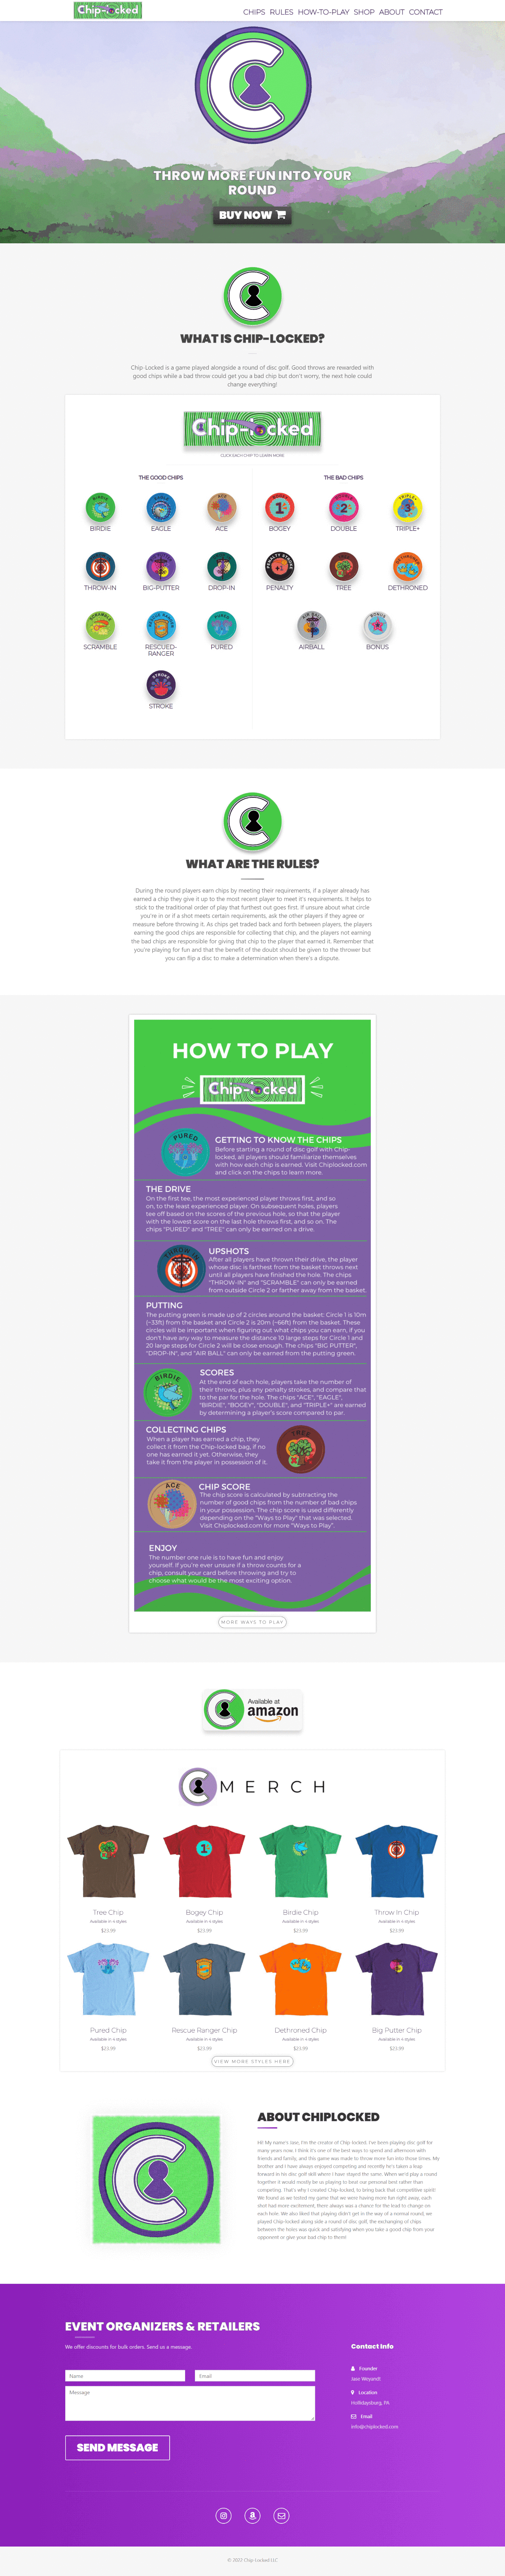 Chip-locked
CHIPS RULES HOW-TO-PLAY SHOP ABOUT CONTACT
THROW MORE FUN INTO YOUR
ROUND
BUY NOW
WHAT IS CHIP-LOCKED?
Chip-Locked is a game played alongside a round of disc golf. Good throws are rewarded with
good chips while a bad throw could get you a bad chip but don't worry, the next hole could
change everything!
Chip-locked
CLICK EACH CHIP TO LEARN MORE
THE GOOD CHIPS
THE BAD CHIPS
BIRDIE
EAGLE
ACE
BOGEY
DOUBLE
TRIPLE+
THROW-IN
BIG-PUTTER
DROP-IN
PENALTY
TREE
DETHRONED
SCRAMBLE
RESCUED-
RANGER
PURED
AIRBALL
BONUS
STROKE
WHAT ARE THE RULES?
During the round players earn chips by meeting their requirements, if a player already has
earned a chip they give it up to the most recent player to meet it's requirements. It helps to
stick to the traditional order of play that furthest out goes first. If unsure about what circle
you're in or if a shot meets certain requirements, ask the other players if they agree or
measure before throwing it. As chips get traded back and forth between players, the players
earning the good chips are responsible for collecting that chip, and the players not earning
the bad chips are responsible for giving that chip to the player that earned it. Remember that
you're playing for fun and that the benefit of the doubt should be given to the thrower but
you can flip a disc to make a determination when there's a dispute.
HOW TO PLAY
Chip-locked
PURED
GETTING TO KNOW THE CHIPS
Before starting a round of disc golf with Chip-
locked, all players should familiarize themselves
with how each chip is earned. Visit Chiplocked.com
and click on the chips to learn more.
THE DRIVE
On the first tee, the most experienced player throws first, and so
on, to the least experienced player. On subsequent holes, players
tee off based on the scores of the previous hole, so that the player
with the lowest score on the last hole throws first, and so on. The
chips "PURED" and "TREE" can only be earned on a drive.
THROW IN
UPSHOTS
After all players have thrown their drive, the player
whose disc is farthest from the basket throws next
until all players have finished the hole. The chips
"THROW-IN" and "SCRAMBLE" can only be earned
from outside Circle 2 or farther away from the basket.
PUTTING
The putting green is made up of 2 circles around the basket: Circle 1 is 10m
(~33ft) from the basket and Circle 2 is 20m (~66ft) from the basket. These
circles will be important when figuring out what chips you can earn, if you
don't have any way to measure the distance 10 large steps for Circle 1 and
20 large steps for Circle 2 will be close enough. The chips "BIG PUTTER",
"DROP-IN", and "AIR BALL" can only be earned from the putting green.
BIRDIE
SCORES
At the end of each hole, players take the number of
their throws, plus any penalty strokes, and compare that
to the par for the hole. The chips "ACE", "EAGLE",
"BIRDIE", "BOGEY", "DOUBLE", and "TRIPLE+" are earned
by determining a player's score compared to par.
COLLECTING CHIPS
When a player has earned a chip, they
collect it from the Chip-locked bag, if no
one has earned it yet. Otherwise, they
take it from the player in possession of it.
TREE
ACE
CHIP SCORE
The chip score is calculated by subtracting the
number of good chips from the number of bad chips
in your possession. The chip score is used differently
depending on the "Ways to Play" that was selected.
Visit Chiplocked.com for more "Ways to Play".
ENJOY
The number one rule is to have fun and enjoy
yourself. If you're ever unsure if a throw counts for a
chip, consult your card before throwing and try to
choose what would be the most exciting option.
MORE WAYS TO PLAY
Available at
amazon
MERCH
Tree Chip
Available in 4 styles
$23.99
Bogey Chip
Available in 4 styles
$23.99
Birdie Chip
Available in 4 styles
$23.99
Throw In Chip
Available in 4 styles
$23.99
Pured Chip
Available in 4 styles
$23.99
Rescue Ranger Chip
Available in 4 styles
$23.99
Dethroned Chip
Available in 4 styles
$23.99
Big Putter Chip
Available in 4 styles
$23.99
VIEW MORE STYLES HERE
ABOUT CHIPLOCKED
Hi! My name's Jase, I'm the creator of Chip-locked. I've been playing disc golf for
many years now. I think it's one of the best ways to spend and afternoon with
friends and family, and this game was made to throw more fun into those times. My
brother and I have always enjoyed competing and recently he's taken a leap
forward in his disc golf skill where I have stayed the same. When we'd play a round
together it would mostly be us playing to beat our personal best rather than
competing. That's why I created Chip-locked, to bring back that competitive spirit!
We found as we tested my game that we were having more fun right away, each
shot had more excitement, there always was a chance for the lead to change on
each hole. We also liked that playing didn't get in the way of a normal round, we
played Chip-locked along side a round of disc golf, the exchanging of chips
between the holes was quick and satisfying when you take a good chip from your
opponent or give your bad chip to them!
EVENT ORGANIZERS & RETAILERS
We offer discounts for bulk orders. Send us a message.
Name
Email
Message
SEND MESSAGE
Contact Info
Founder
Jase Weyandt
Location
Hollidaysburg, PA
Email
info@chiplocked.com
© 2022 Chip-Locked LLC